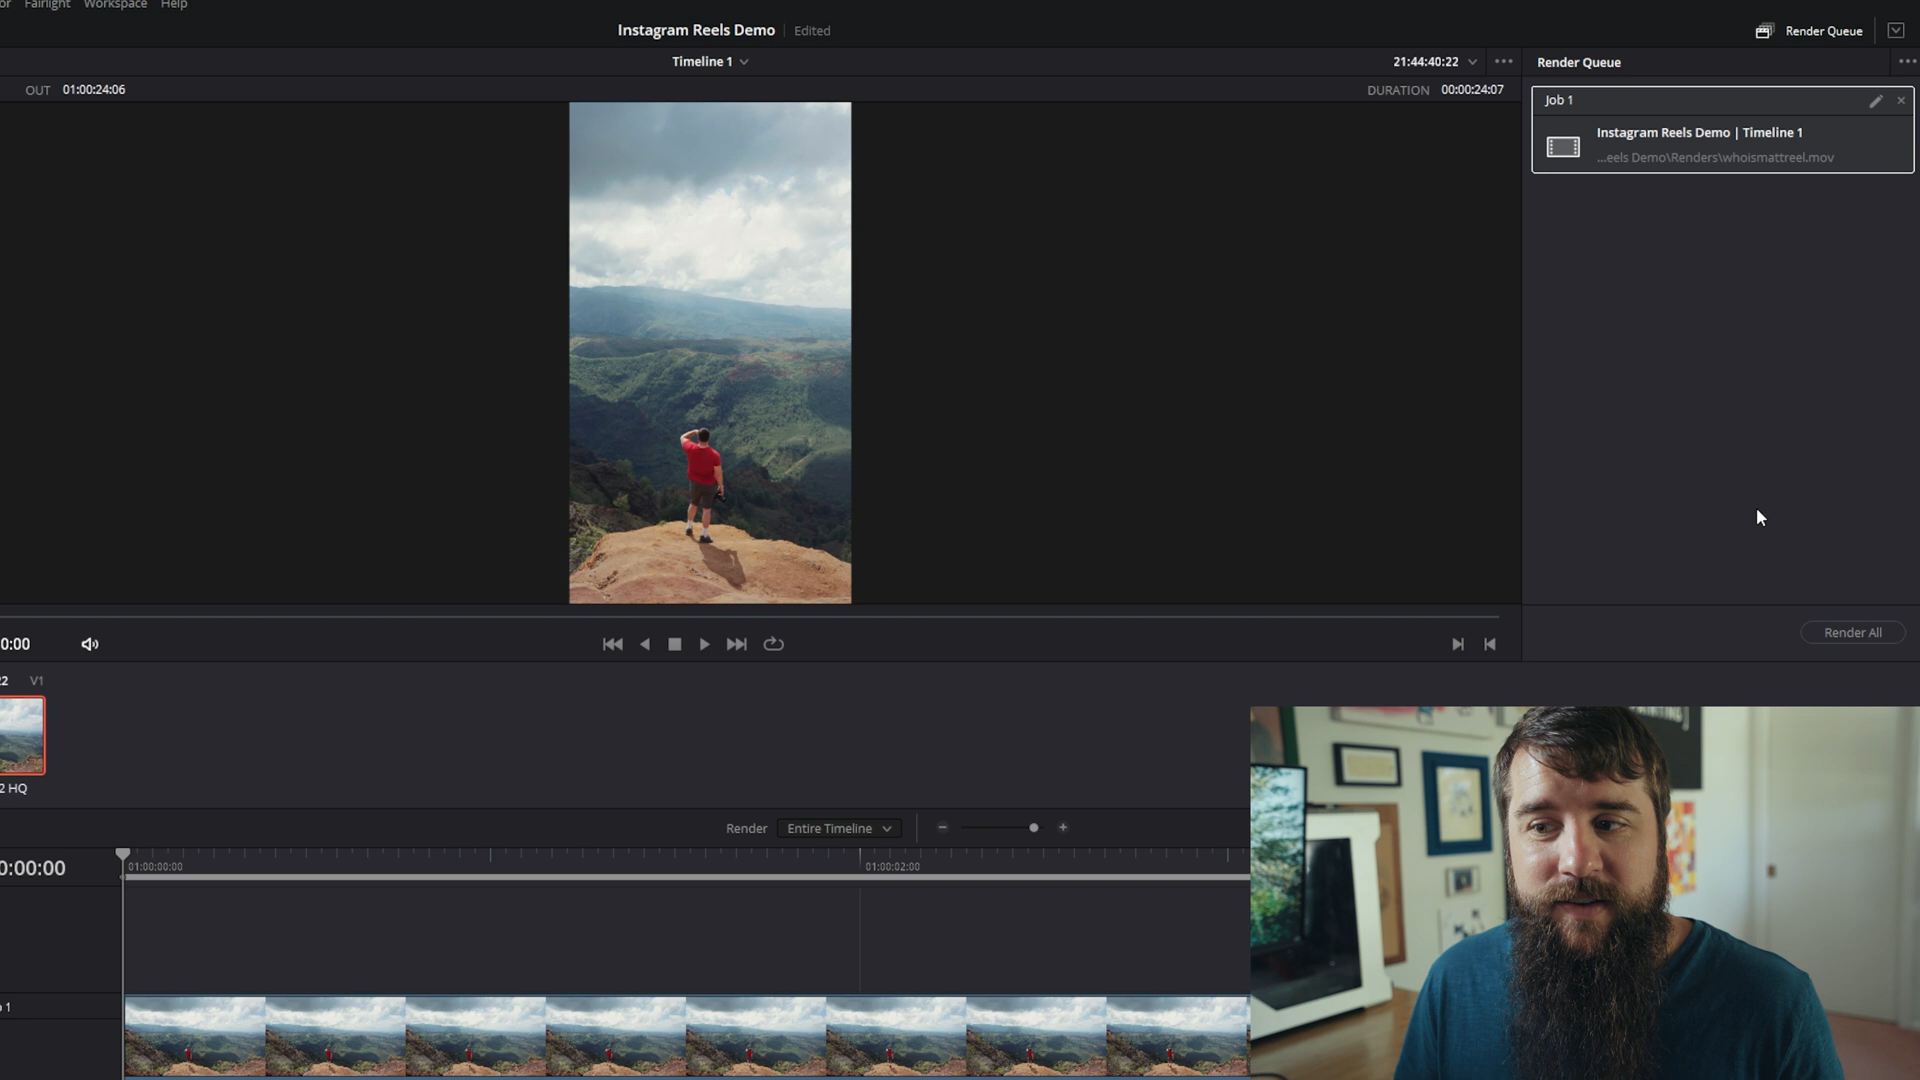 Fairlight Workspace Help
Instagram Reels Demo Edited
Render Queue
Timeline 1
21:44:40:22
Render Queue
OUT 01:00:24:06
DURATION 00:00:24:07
Job 1
Instagram Reels Demo | Timeline 1
...eels Demo\Renders\whoismattreel.mov
0:00
Render All
22 V1
2 HQ
Render Entire Timeline
0:00:00
01:00:00:00
01:00:02:00
1